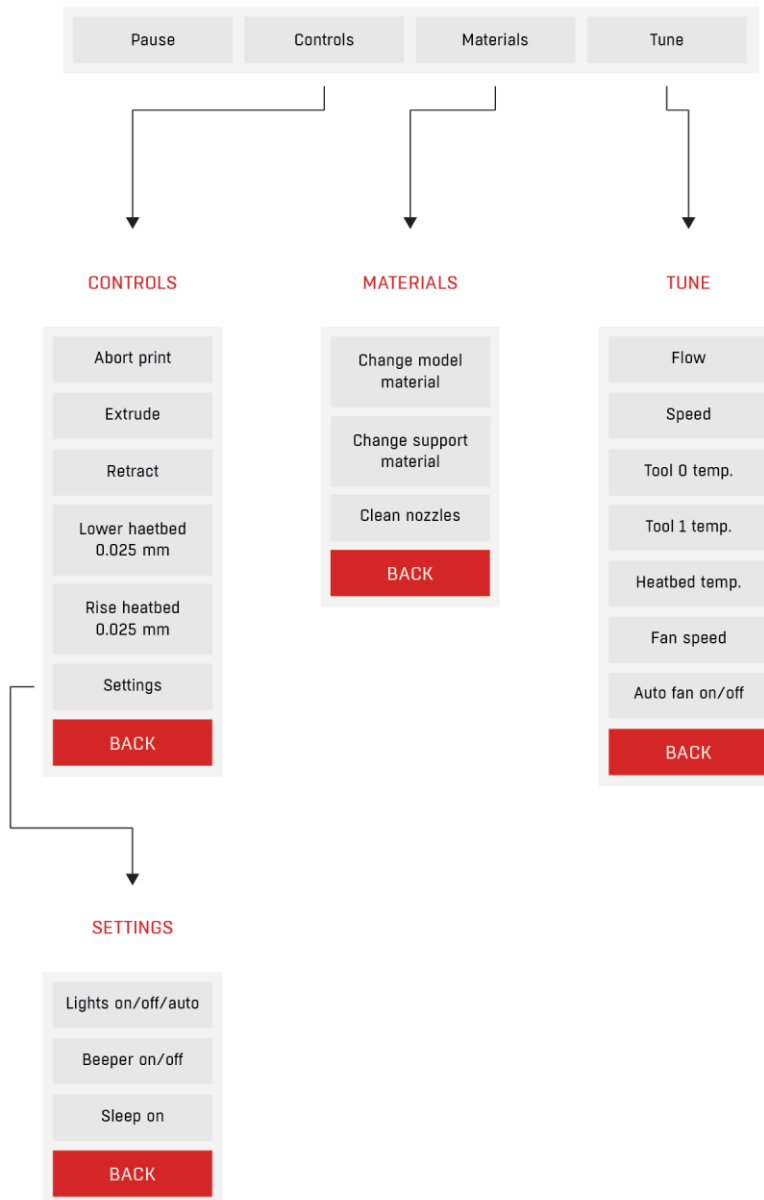 Pause
Controls
Materials
Tune
CONTROLS
Abort print
Extrude
Retract
Lower haetbed
0.025 mm
Rise heatbed
0.025 mm
Settings
BACK
MATERIALS
Change model
material
Change support
material
Clean nozzles
BACK
TUNE
Flow
Speed
Tool 0 temp.
Tool 1 temp.
Heatbed temp.
Fan speed
Auto fan on/off
BACK
SETTINGS
Lights on/off/auto
Beeper on/off
Sleep on
BACK